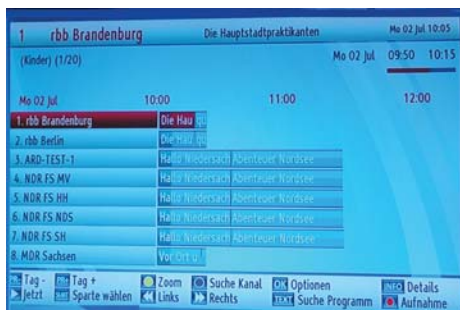 1 rbb Brandenburg Die Hauptstadtpraktikanten Mo 02 Jul 10:05
(Kinder) (1/20) Mo 02 Jul 09:50 10:15
Mo 02 Jul 10:00 11:00 12:00
1. rbb Brandenburg Die Hau
2. rbb Berlin Die Hau
3. ARD-TEST-1 Hallo Niedersach Abenteuer Nordsee
4. NDR FS MV Hallo Niedersach Abenteuer Nordsee
5. NDR FS HH Hallo Niedersach Abenteuer Nordsee
6. NDR FS NDS Hallo Niedersach Abenteuer Nordsee
7. NDR FS SH Hallo Niedersach Abenteuer Nordsee
8. MDR Sachsen Vor Ort
Tag - Tag + Zoom Suche Kanal OK Optionen INFO Details
Jetzt Sparte wählen Links Rechts TEXT Suche Programm Aufnahme